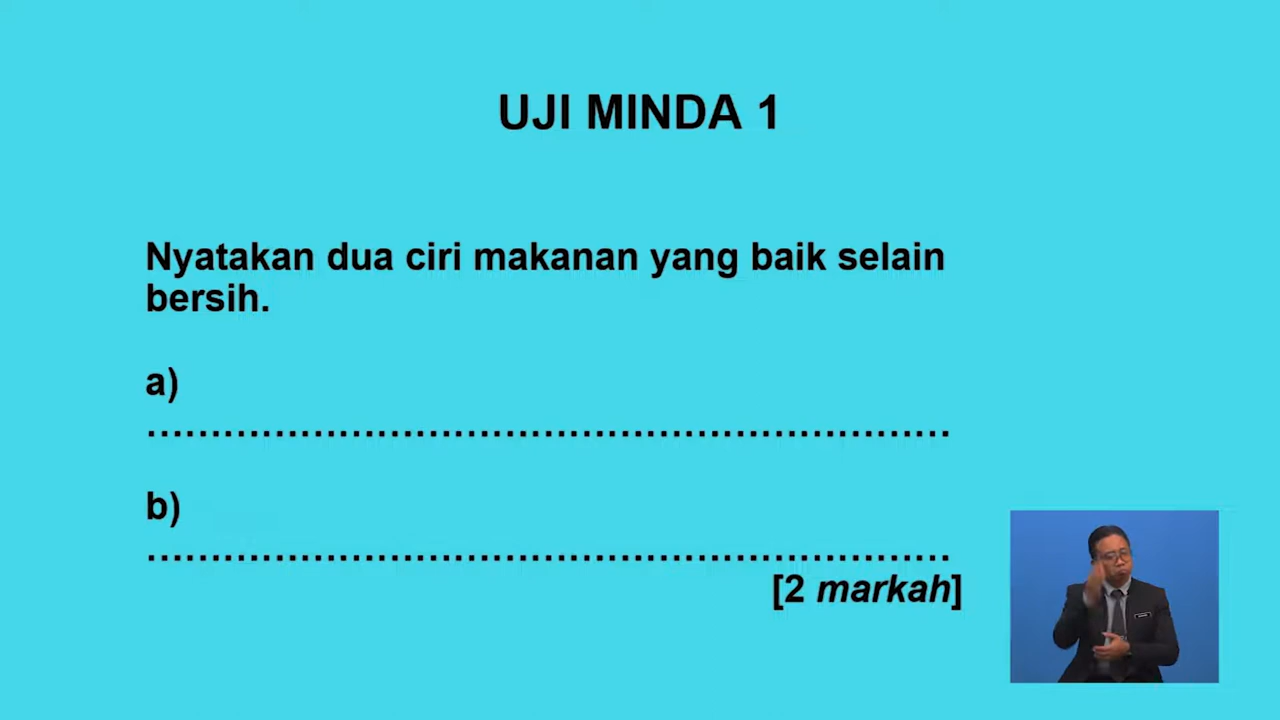 UJI MINDA 1
Nyatakan dua ciri makanan yang baik selain
bersih.
a)
……………………………………………………
b)
……………………………………………………
[2 markah]